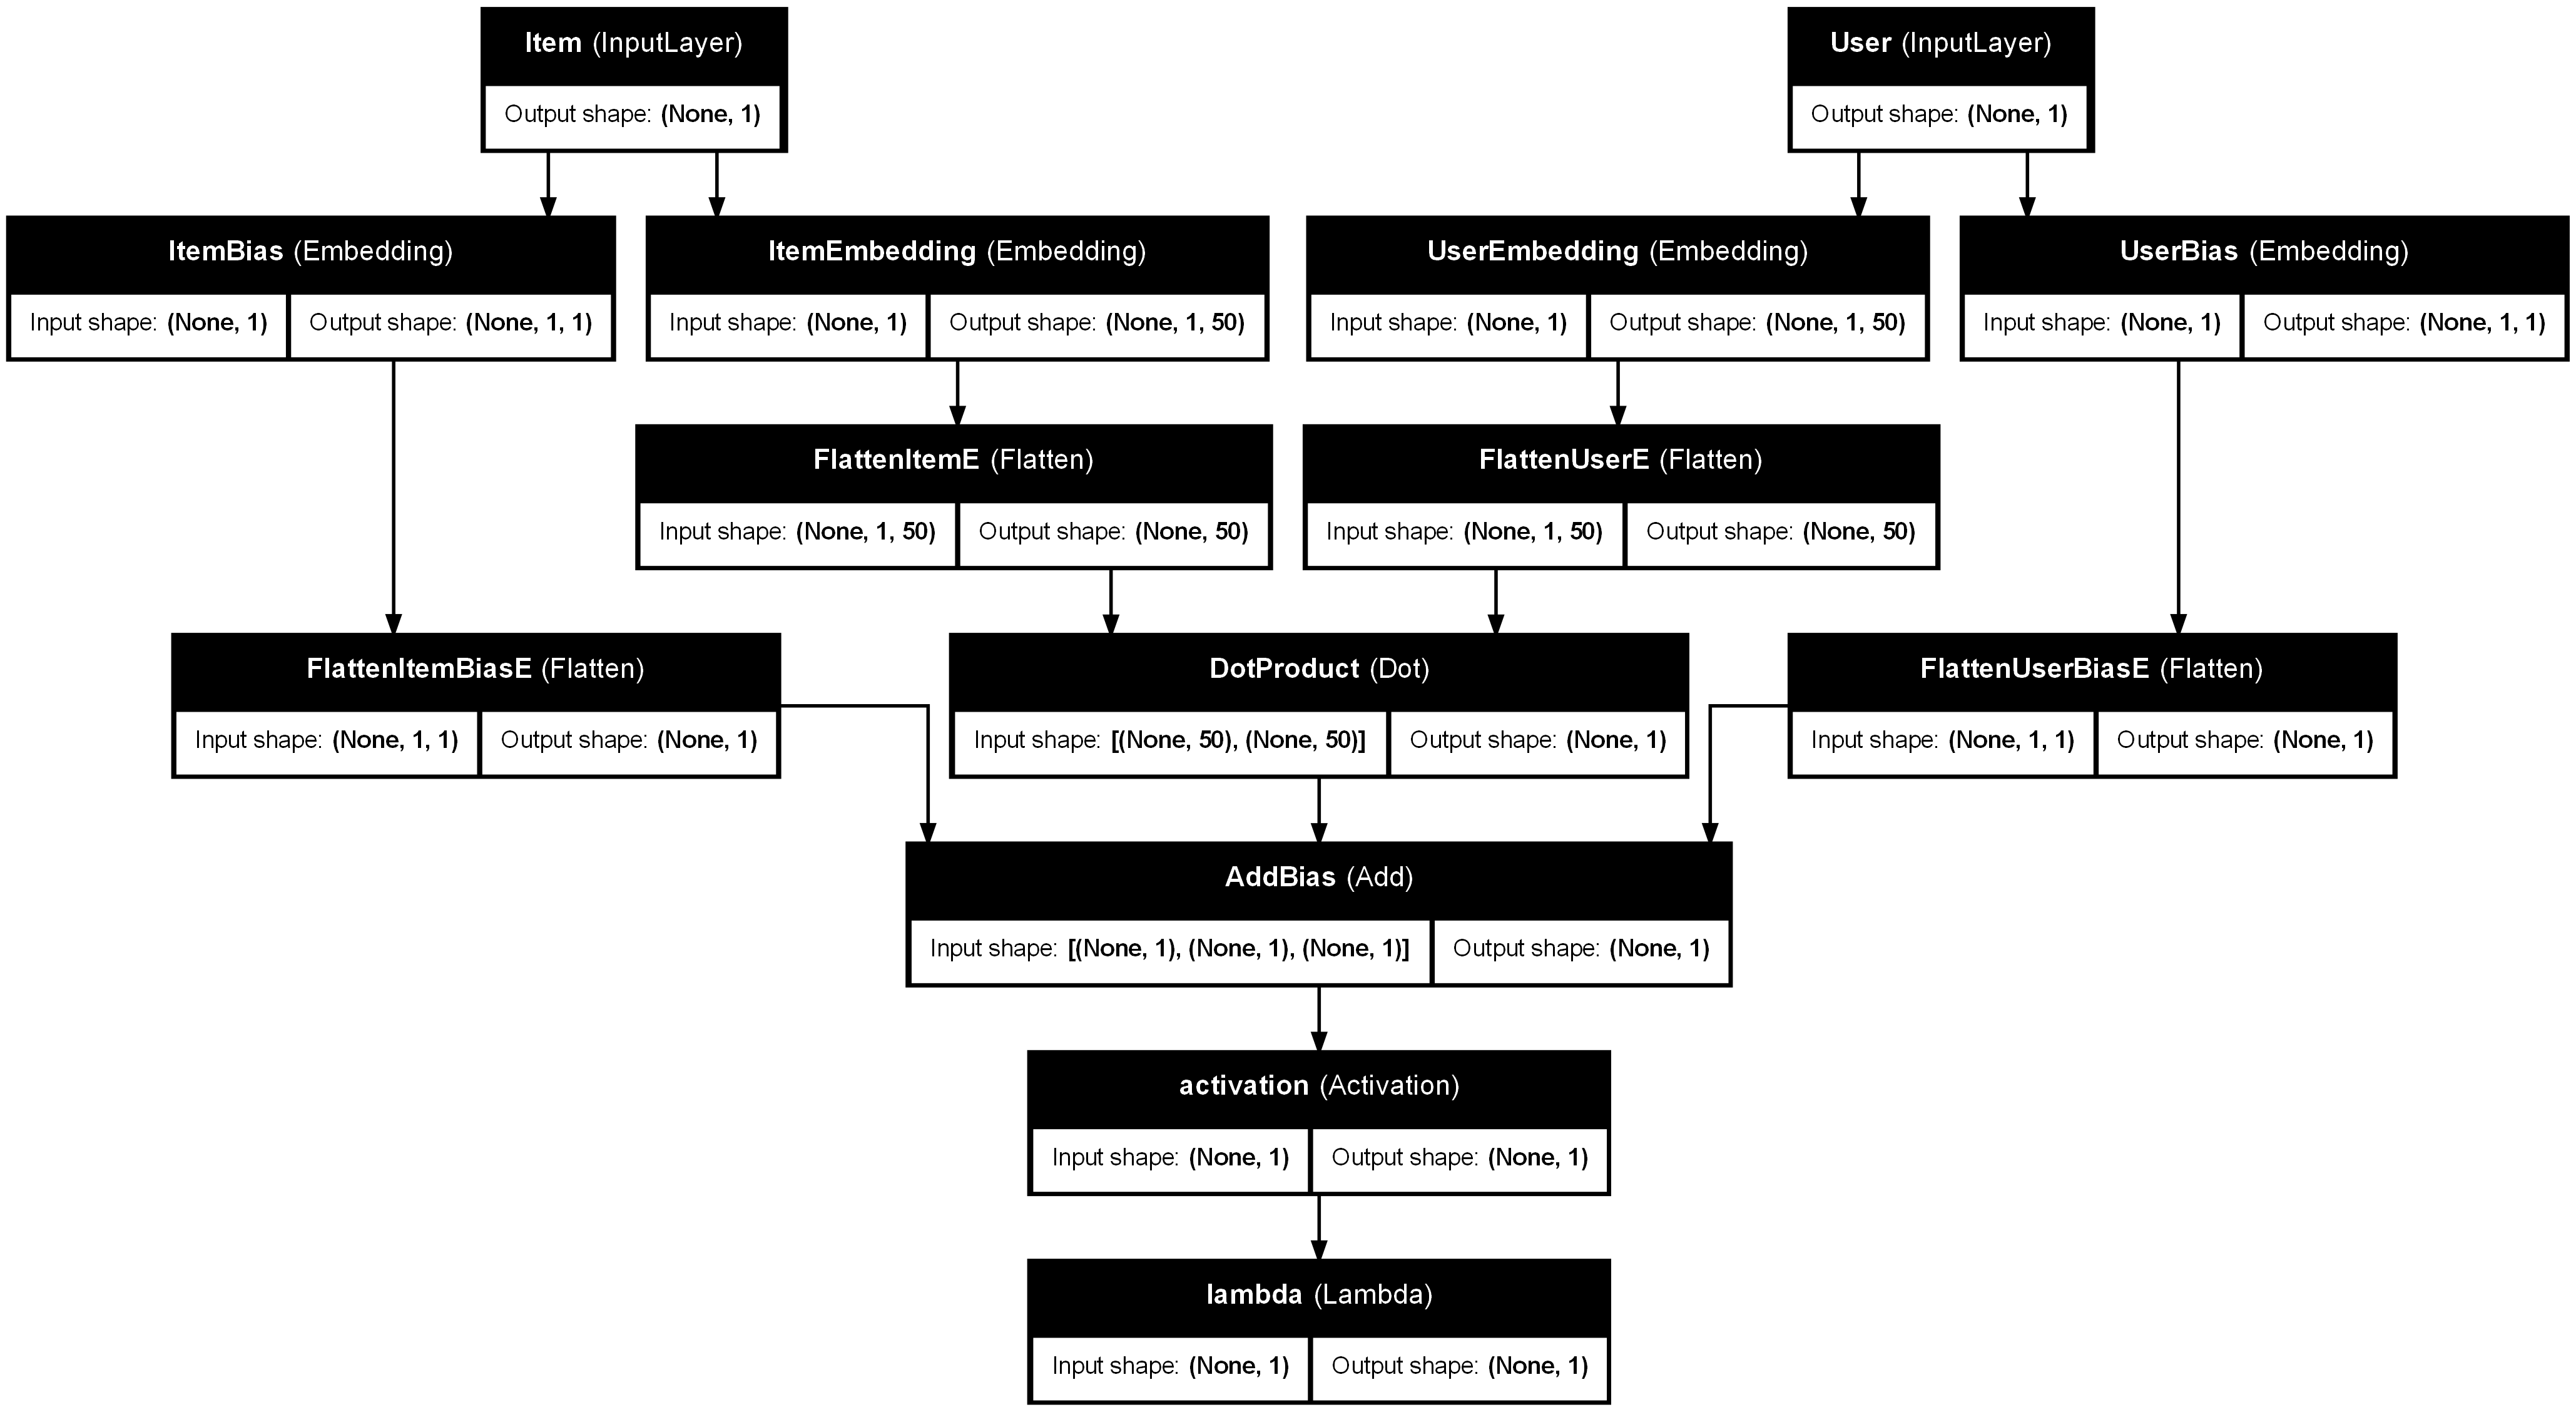 Item (InputLayer)
Output shape: (None, 1)
User (InputLayer)
Output shape: (None, 1)
ItemBias (Embedding)
Input shape: (None, 1) Output shape: (None, 1, 1)
ItemEmbedding (Embedding)
Input shape: (None, 1) Output shape: (None, 1, 50)
UserEmbedding (Embedding)
Input shape: (None, 1) Output shape: (None, 1, 50)
UserBias (Embedding)
Input shape: (None, 1) Output shape: (None, 1, 1)
FlattenItemE (Flatten)
Input shape: (None, 1, 50) Output shape: (None, 50)
FlattenUserE (Flatten)
Input shape: (None, 1, 50) Output shape: (None, 50)
FlattenItemBiasE (Flatten)
Input shape: (None, 1, 1) Output shape: (None, 1)
DotProduct (Dot)
Input shape: [(None, 50), (None, 50)] Output shape: (None, 1)
FlattenUserBiasE (Flatten)
Input shape: (None, 1, 1) Output shape: (None, 1)
AddBias (Add)
Input shape: [(None, 1), (None, 1), (None, 1)] Output shape: (None, 1)
activation (Activation)
Input shape: (None, 1) Output shape: (None, 1)
lambda (Lambda)
Input shape: (None, 1) Output shape: (None, 1)